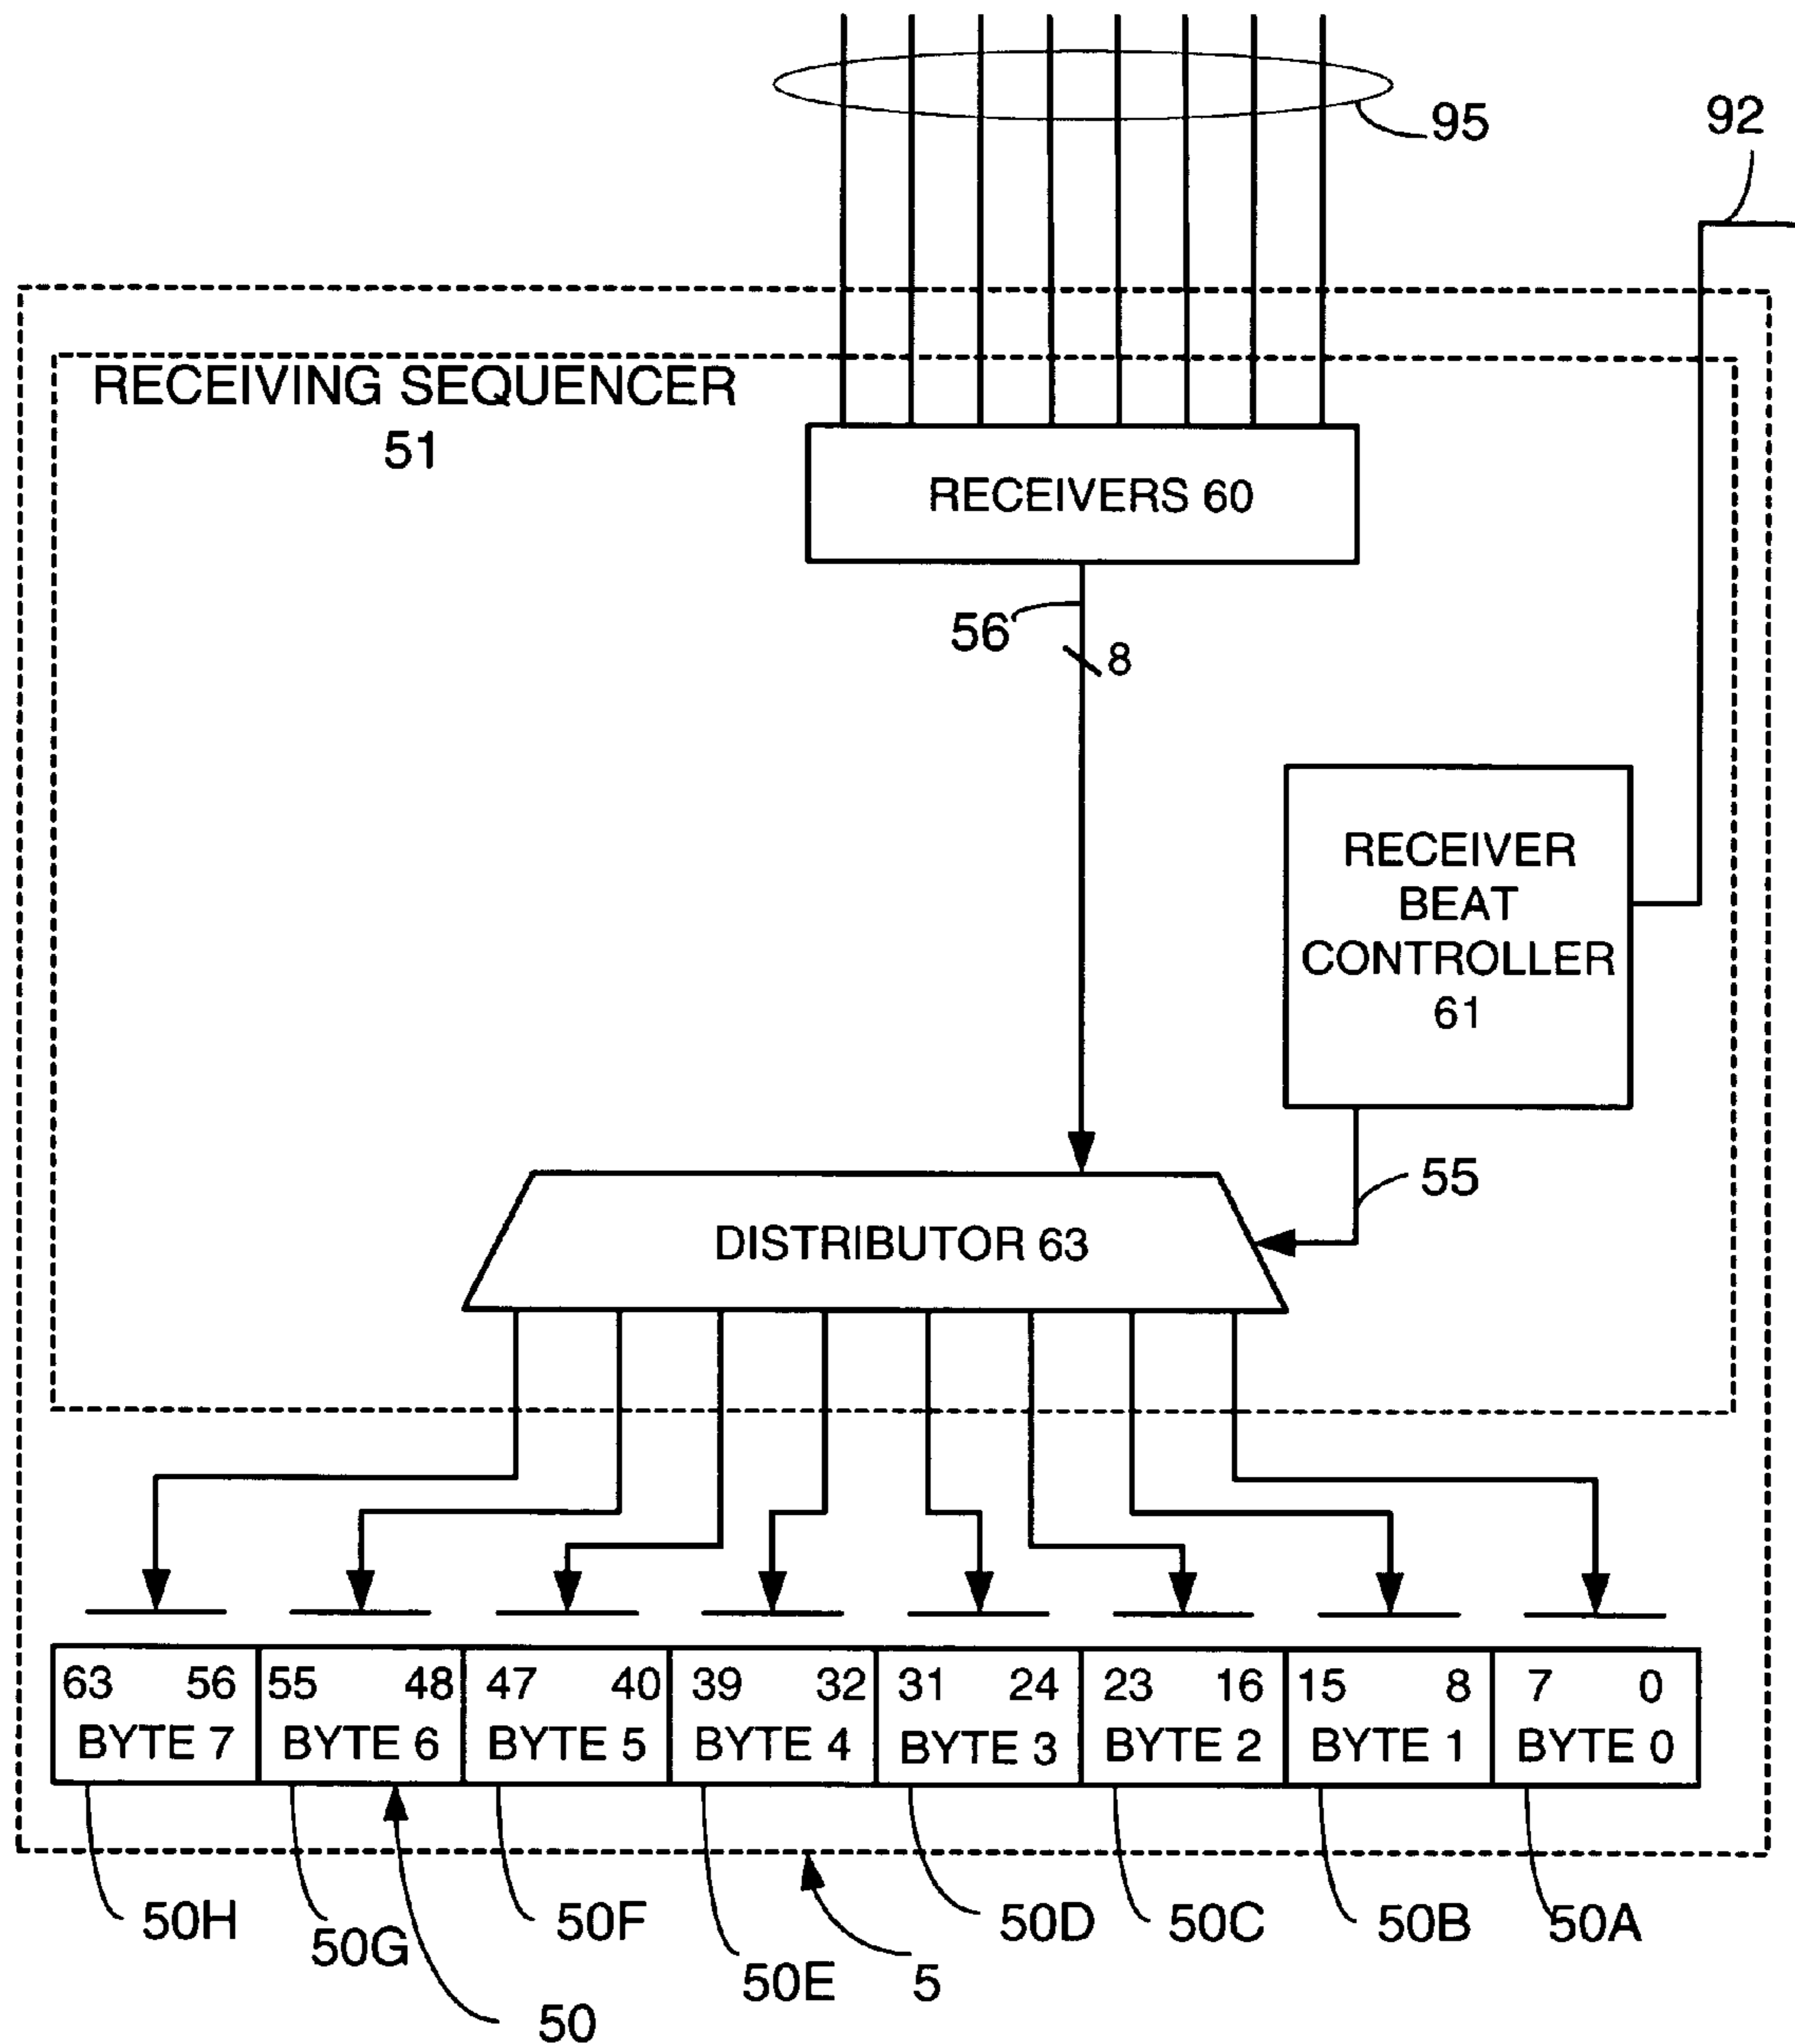 95
92
RECEIVING SEQUENCER
51
RECEIVERS 60
56
8
RECEIVER
BEAT
CONTROLLER
61
55
DISTRIBUTOR 63
63 56 55 48 47 40 39 32 31 24 23 16 15 8 7 0
BYTE 7 BYTE 6 BYTE 5 BYTE 4 BYTE 3 BYTE 2 BYTE 1 BYTE 0
50H 50G 50F 50E 50D 50C 50B 50A
50 5